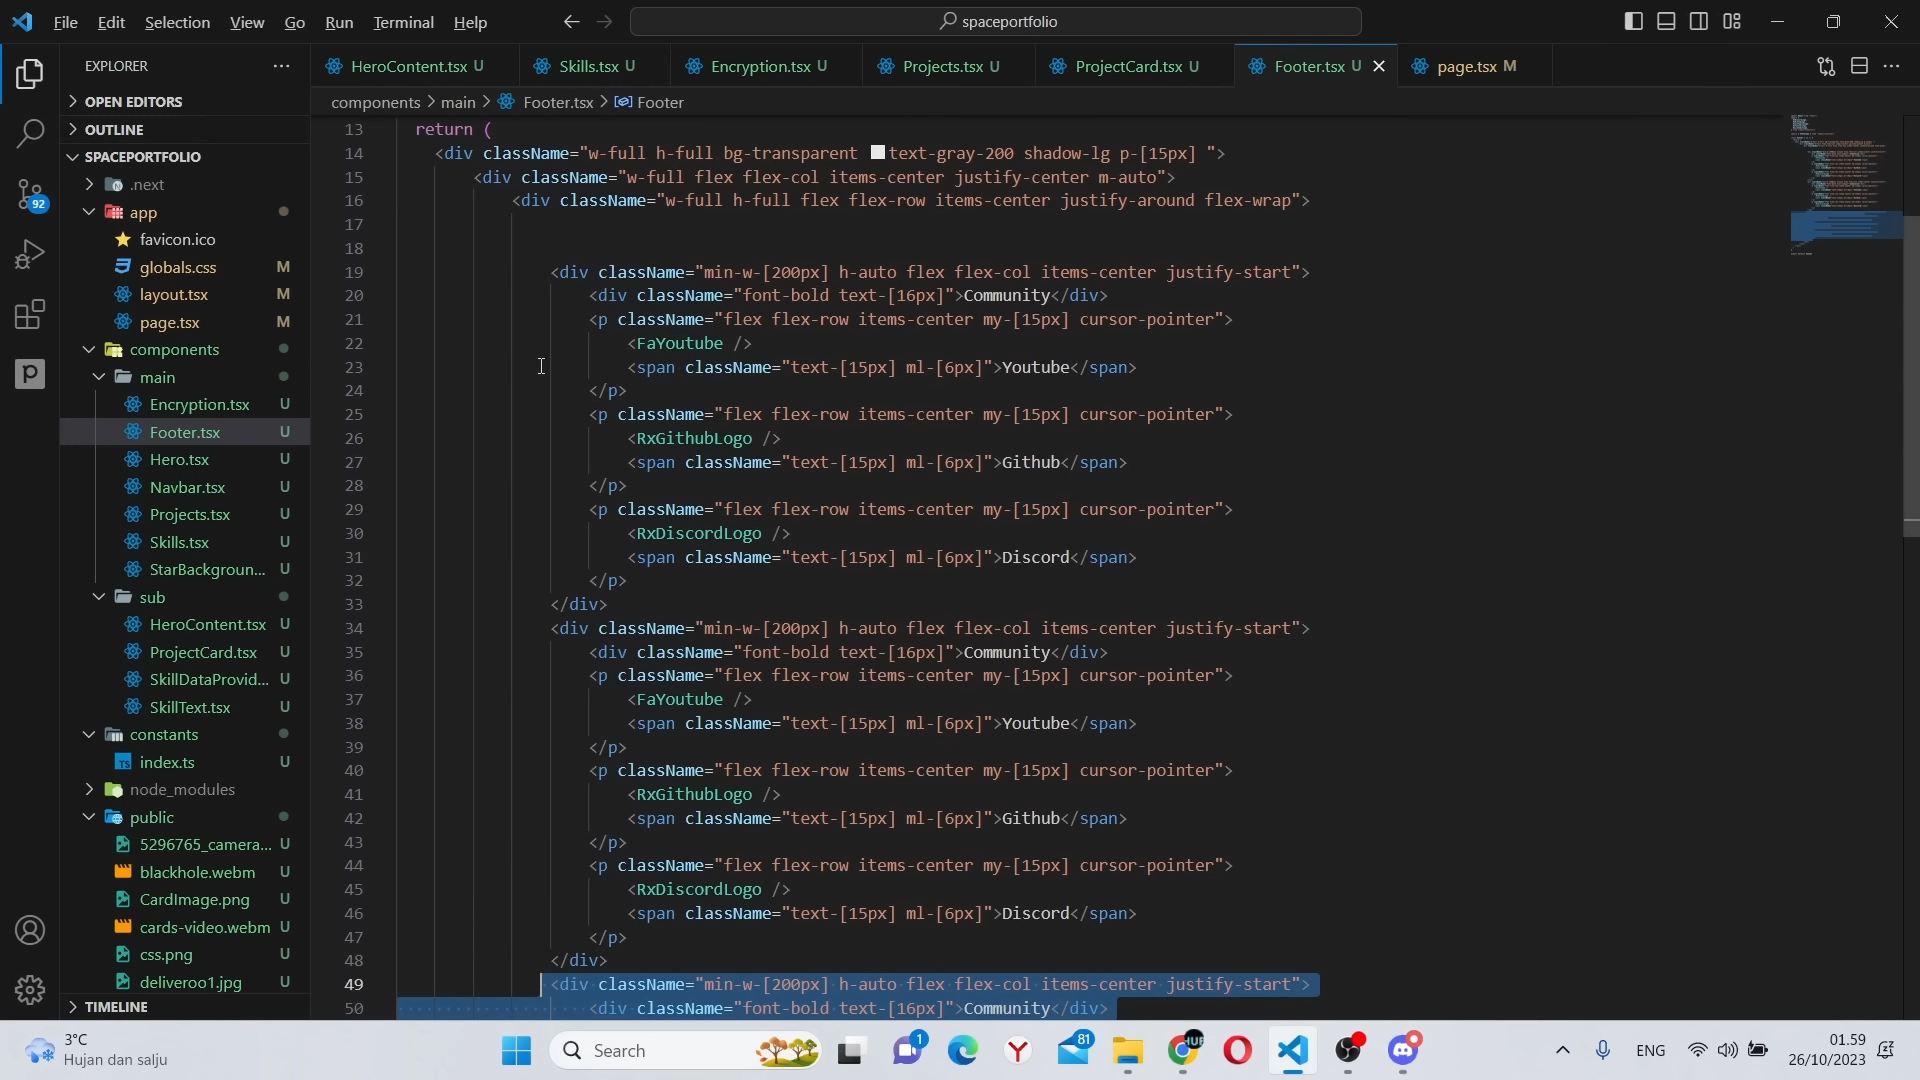 File Edit Selection View Go Run Terminal Help
spaceportfolio
EXPLORER
HeroContent.tsx U
Skills.tsx U
Encryption.tsx U
Projects.tsx U
ProjectCard.tsx U
Footer.tsx U
page.tsx M
OPEN EDITORS
OUTLINE
SPACEPORTFOLIO
.next
app
favicon.ico
globals.css M
layout.tsx M
page.tsx M
components
main
Encryption.tsx U
Footer.tsx U
Hero.tsx U
Navbar.tsx U
Projects.tsx U
Skills.tsx U
StarBackgroun... U
sub
HeroContent.tsx U
ProjectCard.tsx U
SkillDataProvid... U
SkillText.tsx U
constants
TS index.ts U
node_modules
public
5296765_camera... U
blackhole.webm U
CardImage.png U
cards-video.webm U
css.png U
deliveroo1.jpg U
TIMELINE
92
components > main > Footer.tsx > Footer
13 return (
14 <div className="w-full h-full bg-transparent text-gray-200 shadow-lg p-[15px] ">
15 <div className="w-full flex flex-col items-center justify-center m-auto">
16 <div className="w-full h-full flex flex-row items-center justify-around flex-wrap">
17
18
19 <div className="min-w-[200px] h-auto flex flex-col items-center justify-start">
20 <div className="font-bold text-[16px]">Community</div>
21 <p className="flex flex-row items-center my-[15px] cursor-pointer">
22 <FaYoutube />
23 <span className="text-[15px] ml-[6px]">Youtube</span>
24 </p>
25 <p className="flex flex-row items-center my-[15px] cursor-pointer">
26 <RxGithubLogo />
27 <span className="text-[15px] ml-[6px]">Github</span>
28 </p>
29 <p className="flex flex-row items-center my-[15px] cursor-pointer">
30 <RxDiscordLogo />
31 <span className="text-[15px] ml-[6px]">Discord</span>
32 </p>
33 </div>
34 <div className="min-w-[200px] h-auto flex flex-col items-center justify-start">
35 <div className="font-bold text-[16px]">Community</div>
36 <p className="flex flex-row items-center my-[15px] cursor-pointer">
37 <FaYoutube />
38 <span className="text-[15px] ml-[6px]">Youtube</span>
39 </p>
40 <p className="flex flex-row items-center my-[15px] cursor-pointer">
41 <RxGithubLogo />
42 <span className="text-[15px] ml-[6px]">Github</span>
43 </p>
44 <p className="flex flex-row items-center my-[15px] cursor-pointer">
45 <RxDiscordLogo />
46 <span className="text-[15px] ml-[6px]">Discord</span>
47 </p>
48 </div>
49 <div className="min-w-[200px] h-auto flex flex-col items-center justify-start">
50 <div className="font-bold text-[16px]">Community</div>
3°C
Hujan dan salju
Search
1
81
HUB
ENG
01.59
26/10/2023